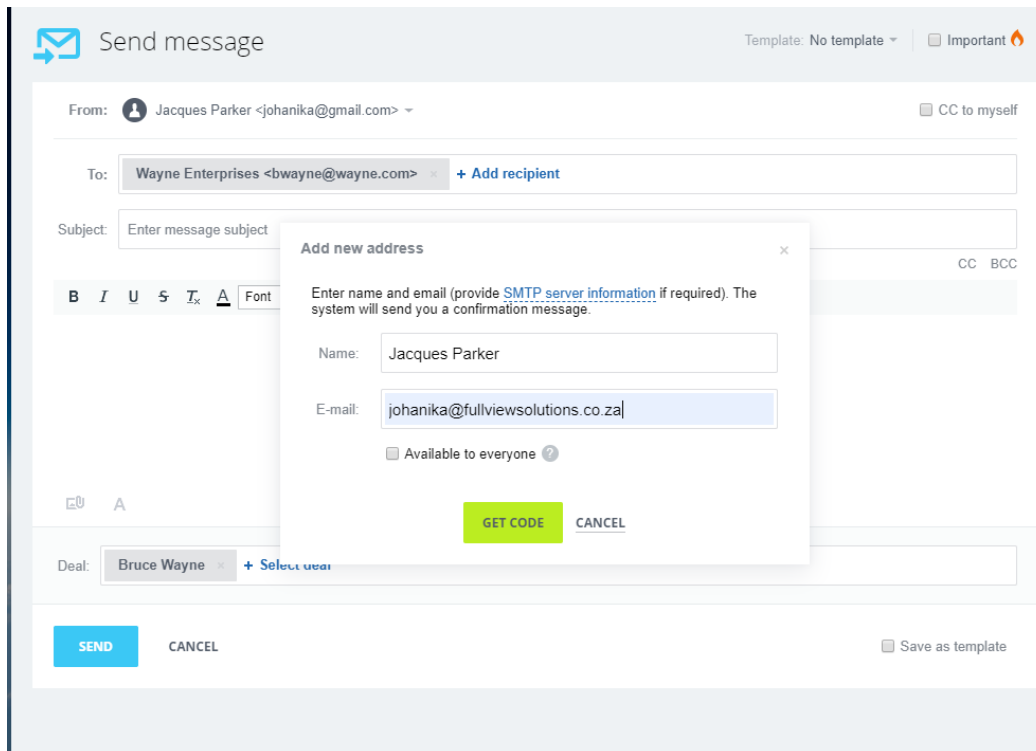 Send message
Template: No template
Important
From: Jacques Parker <johanika@gmail.com>
CC to myself
To: Wayne Enterprises <bwayne@wayne.com> × + Add recipient
Subject: Enter message subject
CC BCC
B I U S Tx A Font
Add new address ×
Enter name and email (provide SMTP server information if required). The
system will send you a confirmation message.
Name: Jacques Parker
E-mail: johanika@fullviewsolutions.co.za
Available to everyone ?
GET CODE CANCEL
A
Deal: Bruce Wayne × + Select deal
SEND CANCEL
Save as template